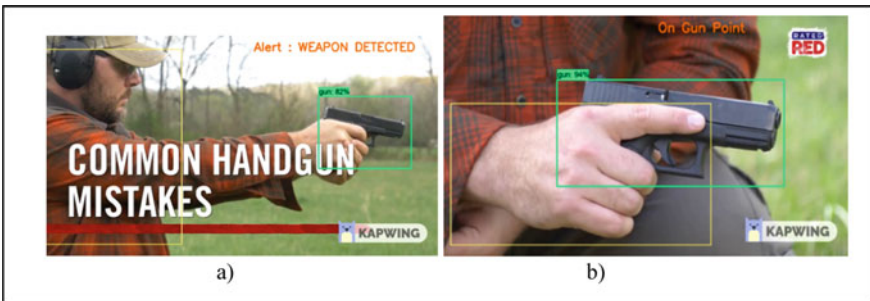 Alert : WEAPON DETECTED
gun: 82%
COMMON HANDGUN
MISTAKES
KAPWING
a)
On Gun Point
RATED
RED
gun: 94%
KAPWING
b)